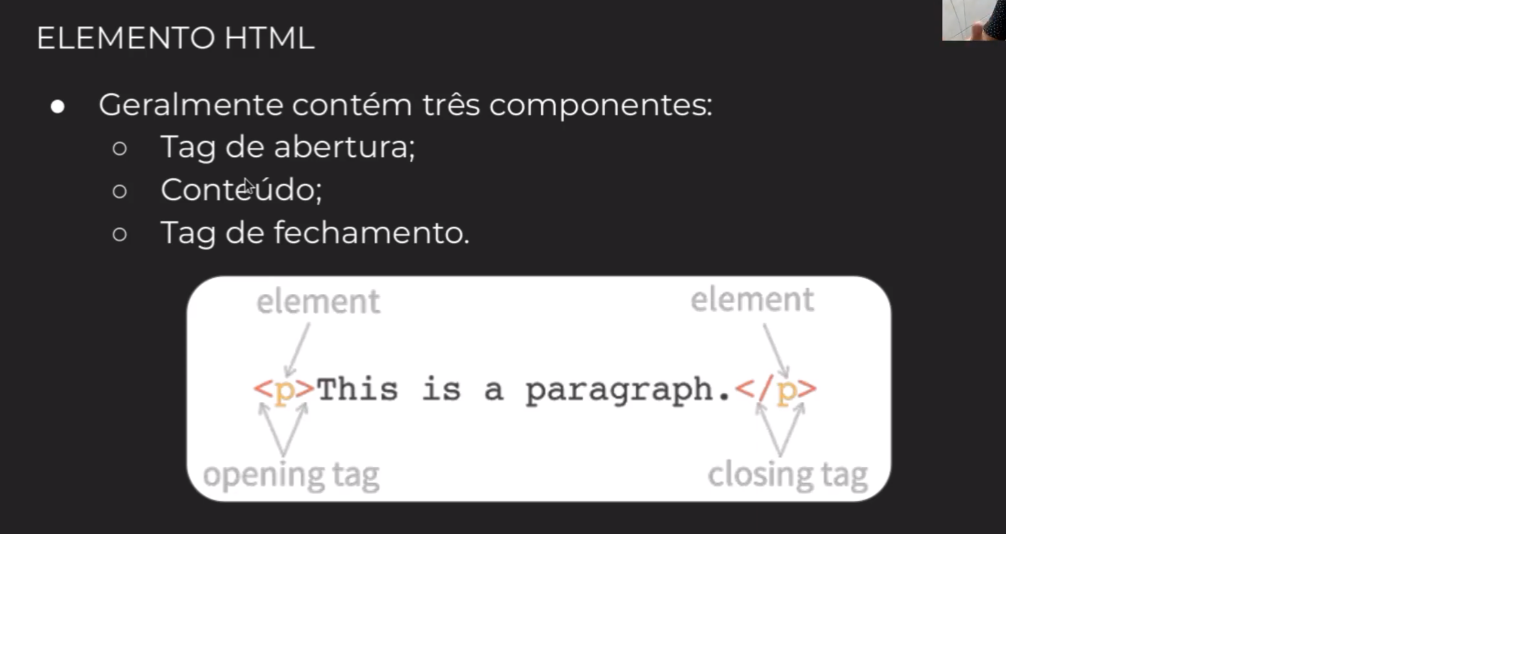 ELEMENTO HTML
● Geralmente contém três componentes:
○ Tag de abertura;
○ Conteúdo;
○ Tag de fechamento.
element element
<p>This is a paragraph.</p>
opening tag closing tag